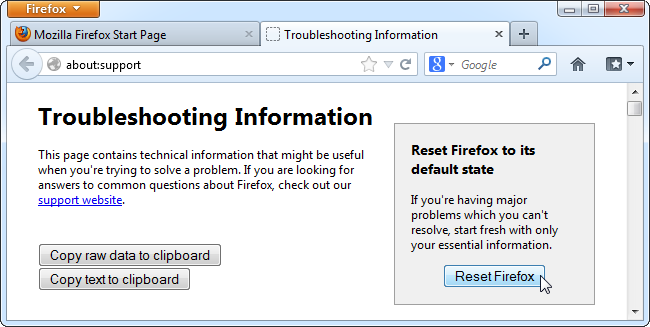 Firefox
Mozilla Firefox Start Page
Troubleshooting Information
about:support
Google
Troubleshooting Information
This page contains technical information that might be useful
when you're trying to solve a problem. If you are looking for
answers to common questions about Firefox, check out our
support website.
Copy raw data to clipboard
Copy text to clipboard
Reset Firefox to its
default state
If you're having major
problems which you can't
resolve, start fresh with only
your essential information.
Reset Firefox